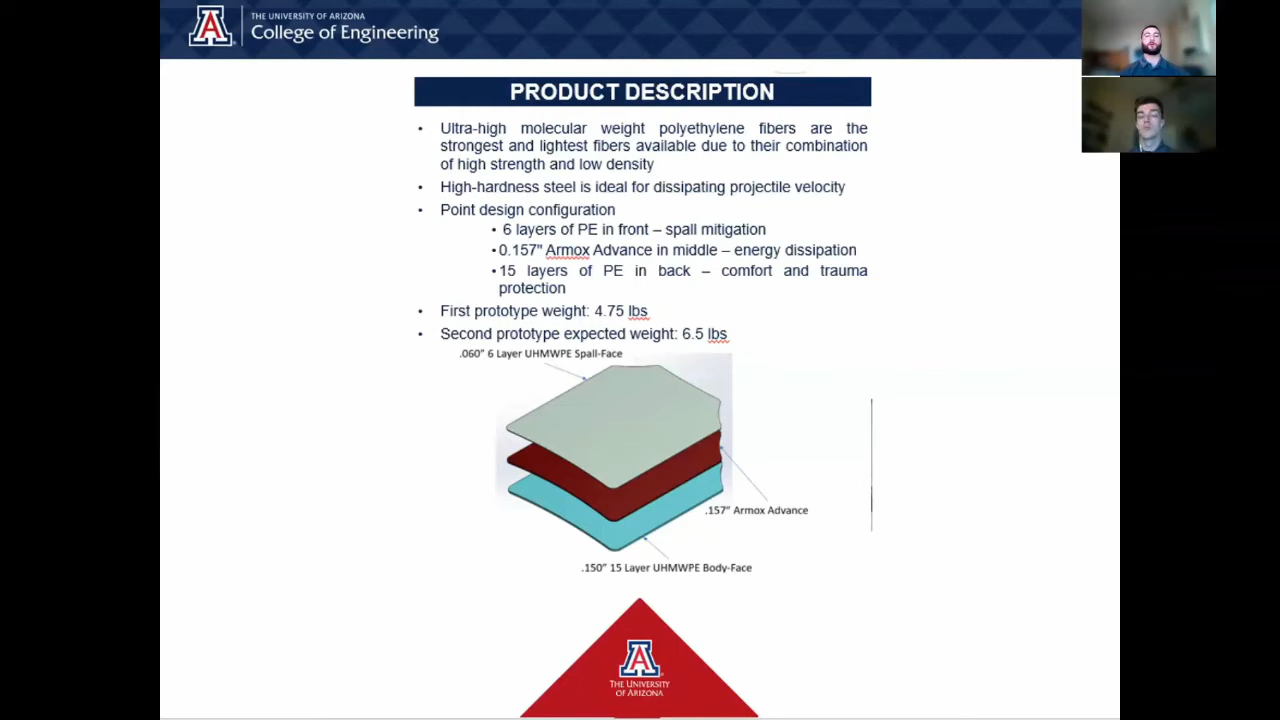 THE UNIVERSITY OF ARIZONA
College of Engineering
PRODUCT DESCRIPTION
• Ultra-high molecular weight polyethylene fibers are the
strongest and lightest fibers available due to their combination
of high strength and low density
• High-hardness steel is ideal for dissipating projectile velocity
• Point design configuration
• 6 layers of PE in front – spall mitigation
•0.157" Armox Advance in middle – energy dissipation
•15 layers of PE in back – comfort and trauma
protection
• First prototype weight: 4.75 lbs
• Second prototype expected weight: 6.5 lbs
.060” 6 Layer UHMWPE Spall-Face
.157” Armox Advance
.150” 15 Layer UHMWPE Body-Face
A
THE UNIVERSITY
OF ARIZONA